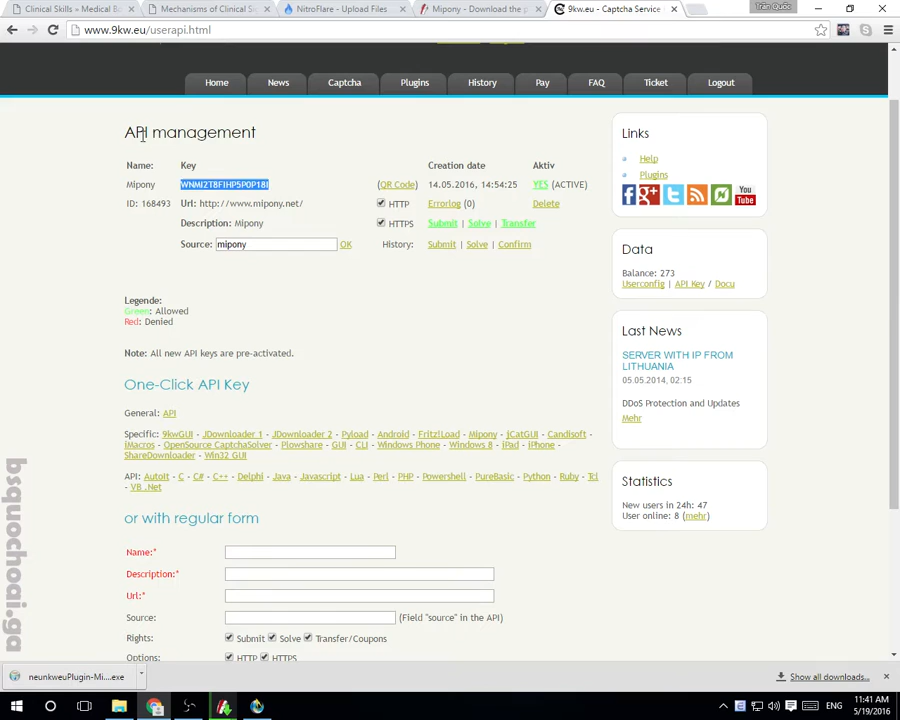 Clinical Skills » Medical Bo
Mechanisms of Clinical Si
NitroFlare - Upload Files
Mipony - Download the p
9kw.eu - Captcha Service
Trần Quốc
www.9kw.eu/userapi.html
Home
News
Captcha
Plugins
History
Pay
FAQ
Ticket
Logout
API management
Name: Key Creation date Aktiv
Mipony WNMI2T8FIHP5P0P18I (QR Code) 14.05.2016, 14:54:25 YES (ACTIVE)
ID: 168493 Url: http://www.mipony.net/ HTTP Errorlog (0) Delete
Description: Mipony HTTPS Submit | Solve | Transfer
Source: mipony OK History: Submit | Solve | Confirm
Legende:
Green: Allowed
Red: Denied
Note: All new API keys are pre-activated.
One-Click API Key
General: API
Specific: 9kwGUI - JDownloader 1 - JDownloader 2 - Pyload - Android - Fritz!Load - Mipony - jCatGUI - Candisoft -
iMacros - OpenSource CaptchaSolver - Plowshare - GUI - CLI - Windows Phone - Windows 8 - iPad - iPhone -
ShareDownloader - Win32 GUI
API: AutoIt - C - C# - C++ - Delphi - Java - Javascript - Lua - Perl - PHP - Powershell - PureBasic - Python - Ruby - Tcl
- VB .Net
or with regular form
Name:*
Description:*
Url:*
Source: (Field "source" in the API)
Rights: Submit Solve Transfer/Coupons
Options: HTTP HTTPS
Links
Help
Plugins
You
Tube
Data
Balance: 273
Userconfig | API Key / Docu
Last News
SERVER WITH IP FROM
LITHUANIA
05.05.2014, 02:15
DDoS Protection and Updates
Mehr
Statistics
New users in 24h: 47
User online: 8 (mehr)
bsquochoai.ga
neunkweuPlugin-Mi....exe
Show all downloads...
ENG
11:41 AM
5/19/2016